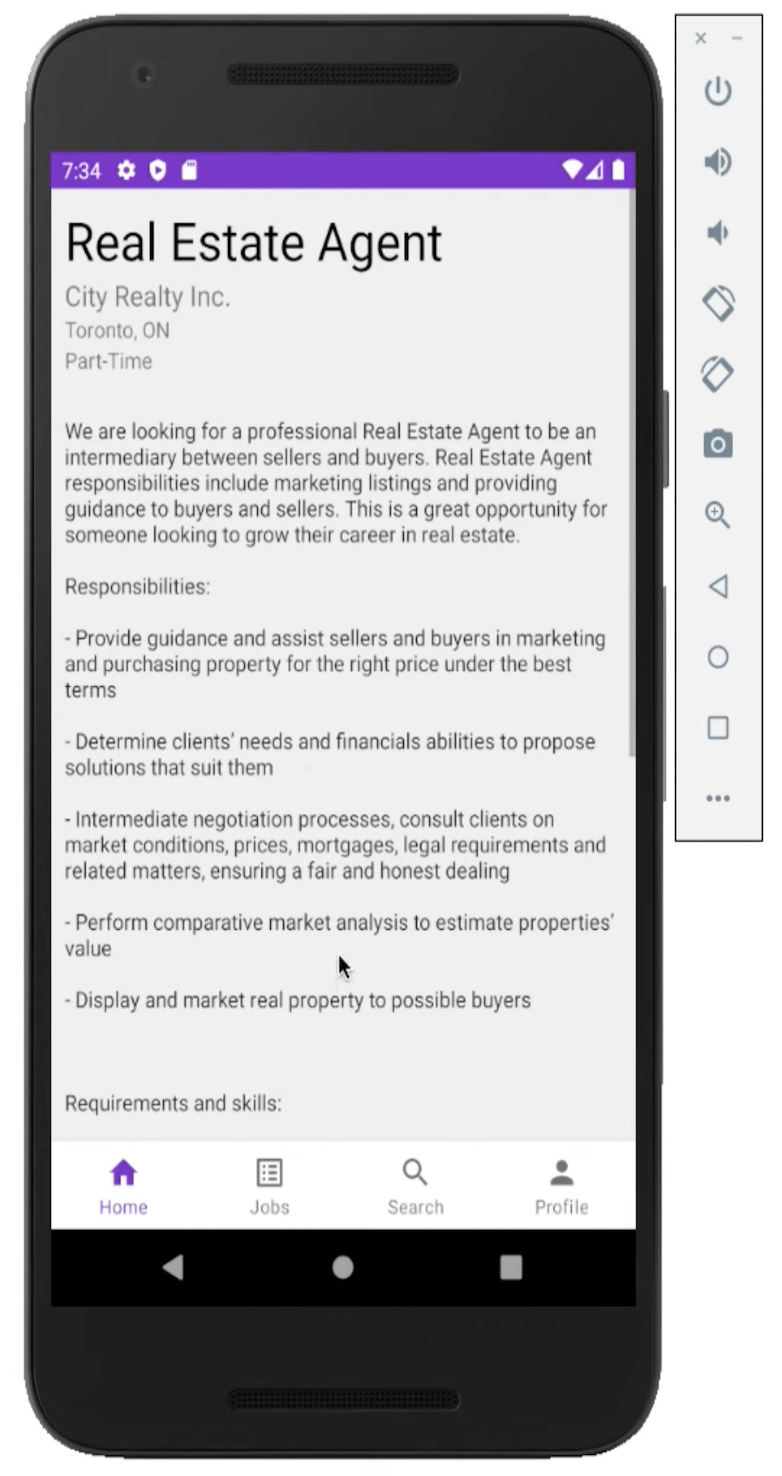 7:34
Real Estate Agent
City Realty Inc.
Toronto, ON
Part-Time
We are looking for a professional Real Estate Agent to be an
intermediary between sellers and buyers. Real Estate Agent
responsibilities include marketing listings and providing
guidance to buyers and sellers. This is a great opportunity for
someone looking to grow their career in real estate.
Responsibilities:
- Provide guidance and assist sellers and buyers in marketing
and purchasing property for the right price under the best
terms
- Determine clients’ needs and financials abilities to propose
solutions that suit them
- Intermediate negotiation processes, consult clients on
market conditions, prices, mortgages, legal requirements and
related matters, ensuring a fair and honest dealing
- Perform comparative market analysis to estimate properties’
value
- Display and market real property to possible buyers
Requirements and skills:
Home Jobs Search Profile